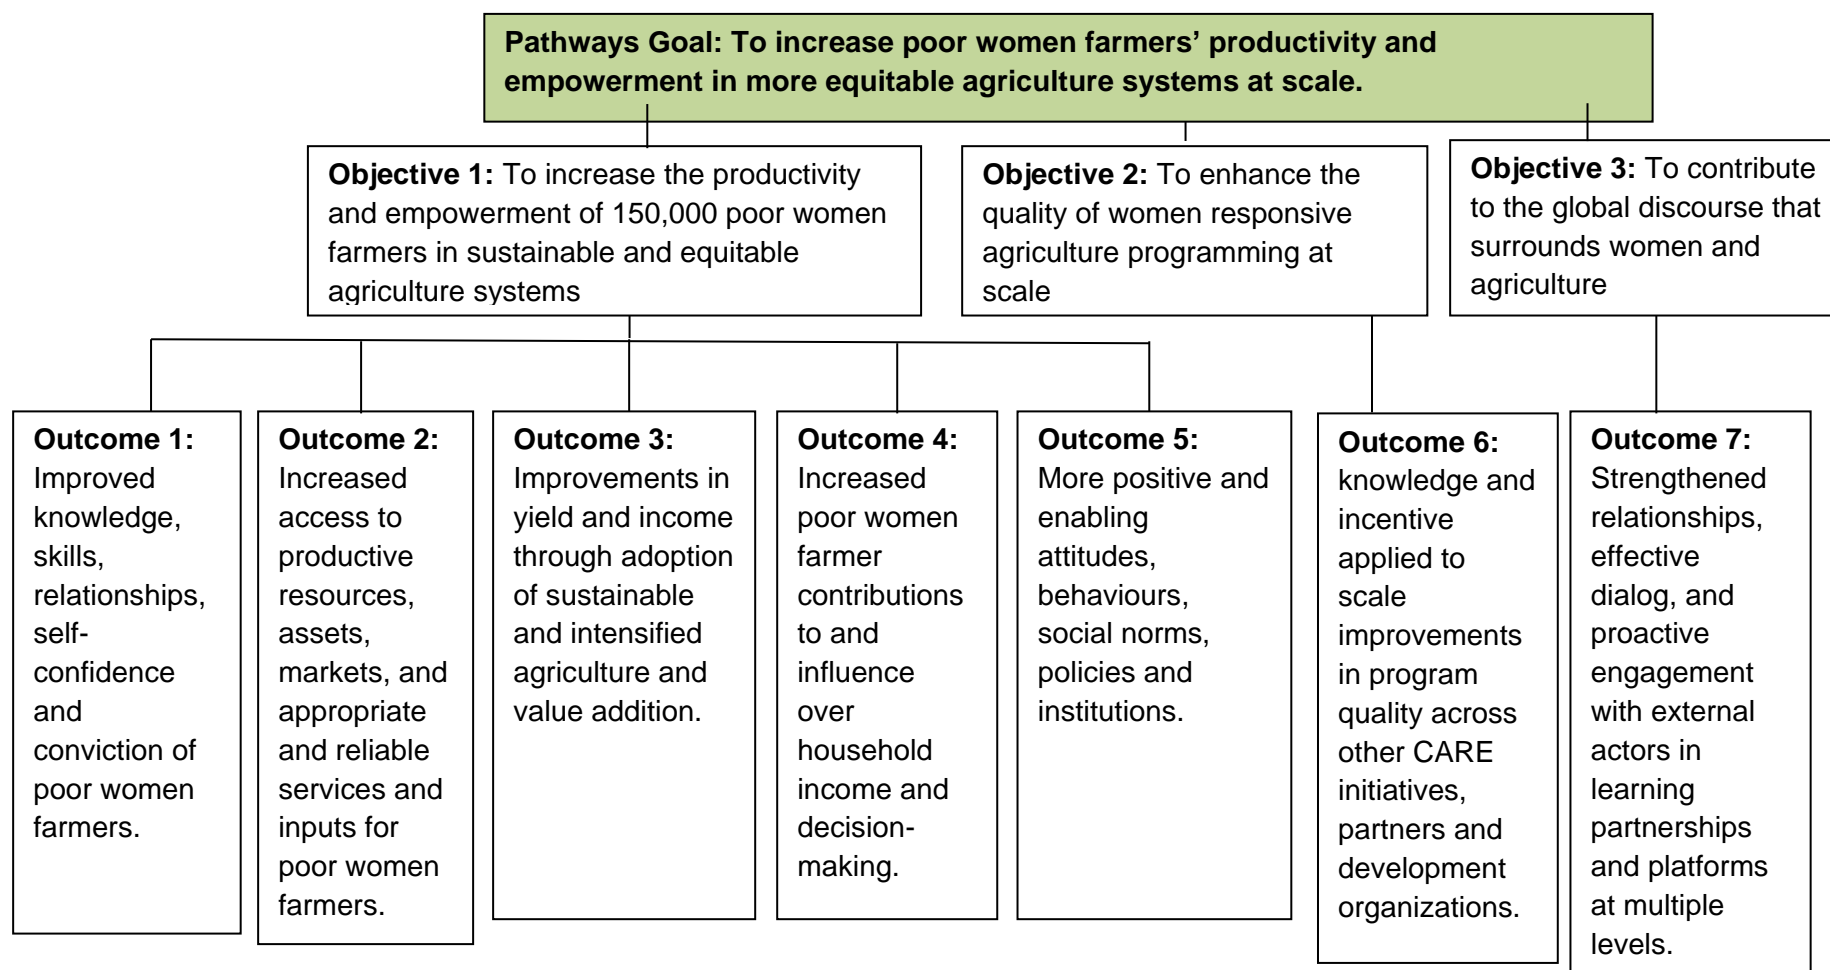 Pathways Goal: To increase poor women farmers’ productivity and
empowerment in more equitable agriculture systems at scale.
Objective 1: To increase the productivity
and empowerment of 150,000 poor women
farmers in sustainable and equitable
agriculture systems
Objective 2: To enhance the
quality of women responsive
agriculture programming at
scale
Objective 3: To contribute
to the global discourse that
surrounds women and
agriculture
Outcome 1:
Improved
knowledge,
skills,
relationships,
self-
confidence
and
conviction of
poor women
farmers.
Outcome 2:
Increased
access to
productive
resources,
assets,
markets, and
appropriate
and reliable
services and
inputs for
poor women
farmers.
Outcome 3:
Improvements in
yield and income
through adoption
of sustainable
and intensified
agriculture and
value addition.
Outcome 4:
Increased
poor women
farmer
contributions
to and
influence
over
household
income and
decision-
making.
Outcome 5:
More positive and
enabling
attitudes,
behaviours,
social norms,
policies and
institutions.
Outcome 6:
knowledge and
incentive
applied to
scale
improvements
in program
quality across
other CARE
initiatives,
partners and
development
organizations.
Outcome 7:
Strengthened
relationships,
effective
dialog, and
proactive
engagement
with external
actors in
learning
partnerships
and platforms
at multiple
levels.